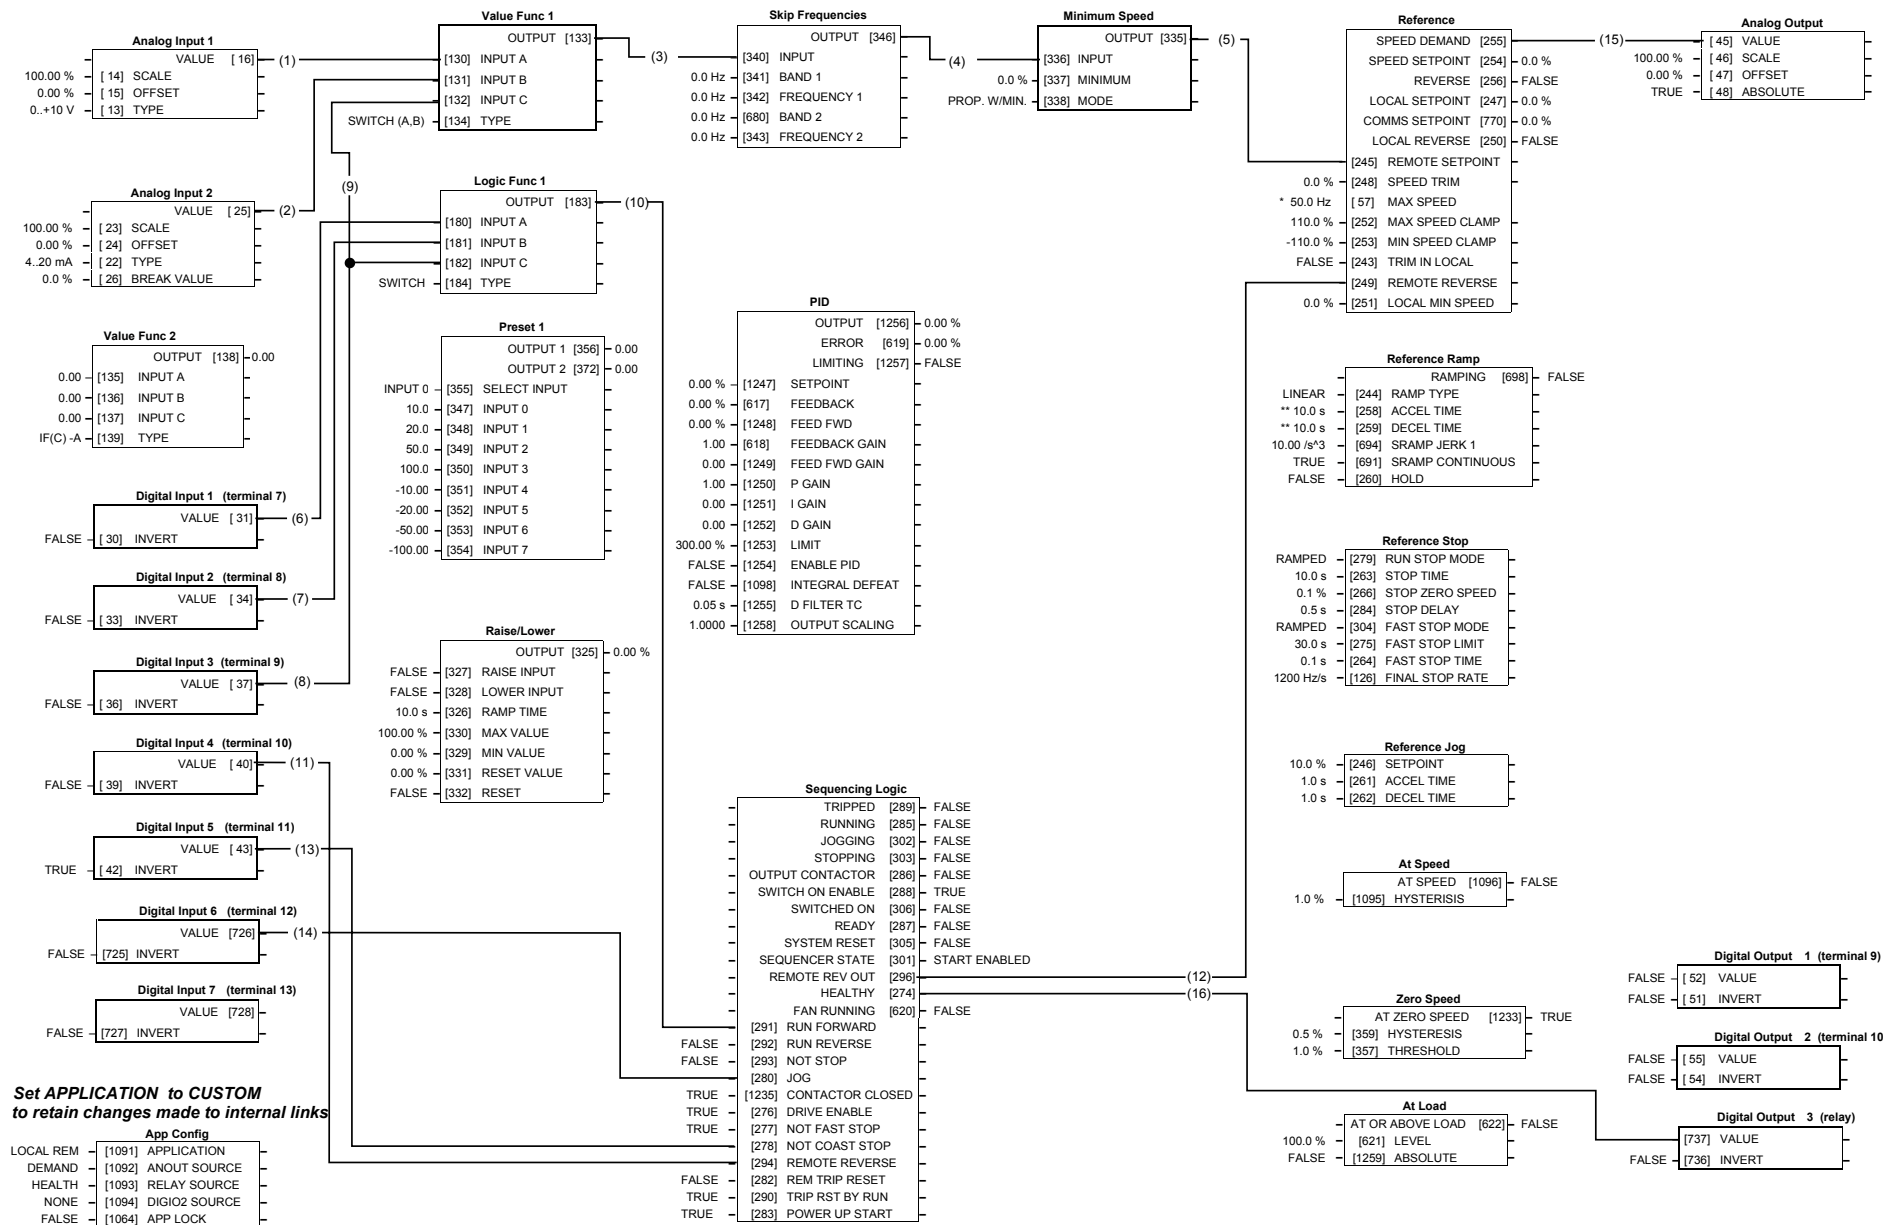 Analog Input 1
VALUE [ 16]
(1)
100.00 % [ 14] SCALE
0.00 % [ 15] OFFSET
0..+10 V [ 13] TYPE
Analog Input 2
VALUE [ 25]
(2)
100.00 % [ 23] SCALE
0.00 % [ 24] OFFSET
4..20 mA [ 22] TYPE
0.0 % [ 26] BREAK VALUE
Value Func 2
OUTPUT [138] 0.00
0.00 [135] INPUT A
0.00 [136] INPUT B
0.00 [137] INPUT C
IF(C) -A [139] TYPE
Digital Input 1 (terminal 7)
VALUE [ 31]
(6)
FALSE [ 30] INVERT
Digital Input 2 (terminal 8)
VALUE [ 34]
(7)
FALSE [ 33] INVERT
Digital Input 3 (terminal 9)
VALUE [ 37]
(8)
FALSE [ 36] INVERT
Digital Input 4 (terminal 10)
VALUE [ 40]
(11)
FALSE [ 39] INVERT
Digital Input 5 (terminal 11)
VALUE [ 43]
(13)
TRUE [ 42] INVERT
Digital Input 6 (terminal 12)
VALUE [726]
(14)
FALSE [725] INVERT
Digital Input 7 (terminal 13)
VALUE [728]
FALSE [727] INVERT
Set APPLICATION to CUSTOM
to retain changes made to internal links
App Config
LOCAL REM [1091] APPLICATION
DEMAND [1092] ANOUT SOURCE
HEALTH [1093] RELAY SOURCE
NONE [1094] DIGIO2 SOURCE
FALSE [1064] APP LOCK
Value Func 1
OUTPUT [133]
(3)
[130] INPUT A
[131] INPUT B
[132] INPUT C
SWITCH (A,B) [134] TYPE
(9)
Logic Func 1
OUTPUT [183]
(10)
[180] INPUT A
[181] INPUT B
[182] INPUT C
SWITCH [184] TYPE
Preset 1
OUTPUT 1 [356] 0.00
OUTPUT 2 [372] 0.00
INPUT 0 [355] SELECT INPUT
10.0 [347] INPUT 0
20.0 [348] INPUT 1
50.0 [349] INPUT 2
100.0 [350] INPUT 3
-10.00 [351] INPUT 4
-20.00 [352] INPUT 5
-50.00 [353] INPUT 6
-100.00 [354] INPUT 7
Raise/Lower
OUTPUT [325] 0.00 %
FALSE [327] RAISE INPUT
FALSE [328] LOWER INPUT
10.0 s [326] RAMP TIME
100.00 % [330] MAX VALUE
0.00 % [329] MIN VALUE
0.00 % [331] RESET VALUE
FALSE [332] RESET
Skip Frequencies
OUTPUT [346]
(4)
[340] INPUT
0.0 Hz [341] BAND 1
0.0 Hz [342] FREQUENCY 1
0.0 Hz [680] BAND 2
0.0 Hz [343] FREQUENCY 2
PID
OUTPUT [1256] 0.00 %
ERROR [619] 0.00 %
LIMITING [1257] FALSE
0.00 % [1247] SETPOINT
0.00 % [617] FEEDBACK
0.00 % [1248] FEED FWD
1.00 [618] FEEDBACK GAIN
0.00 [1249] FEED FWD GAIN
1.00 [1250] P GAIN
0.00 [1251] I GAIN
0.00 [1252] D GAIN
300.00 % [1253] LIMIT
FALSE [1254] ENABLE PID
FALSE [1098] INTEGRAL DEFEAT
0.05 s [1255] D FILTER TC
1.0000 [1258] OUTPUT SCALING
Sequencing Logic
TRIPPED [289] FALSE
RUNNING [285] FALSE
JOGGING [302] FALSE
STOPPING [303] FALSE
OUTPUT CONTACTOR [286] FALSE
SWITCH ON ENABLE [288] TRUE
SWITCHED ON [306] FALSE
READY [287] FALSE
SYSTEM RESET [305] FALSE
SEQUENCER STATE [301] START ENABLED
REMOTE REV OUT [296] (12)
HEALTHY [274] (16)
FAN RUNNING [620] FALSE
[291] RUN FORWARD
FALSE [292] RUN REVERSE
FALSE [293] NOT STOP
[280] JOG
TRUE [1235] CONTACTOR CLOSED
TRUE [276] DRIVE ENABLE
TRUE [277] NOT FAST STOP
[278] NOT COAST STOP
[294] REMOTE REVERSE
FALSE [282] REM TRIP RESET
TRUE [290] TRIP RST BY RUN
TRUE [283] POWER UP START
Minimum Speed
OUTPUT [335]
(5)
[336] INPUT
0.0 % [337] MINIMUM
PROP. W/MIN. [338] MODE
Reference
SPEED DEMAND [255]
(15)
SPEED SETPOINT [254] 0.0 %
REVERSE [256] FALSE
LOCAL SETPOINT [247] 0.0 %
COMMS SETPOINT [770] 0.0 %
LOCAL REVERSE [250] FALSE
[245] REMOTE SETPOINT
0.0 % [248] SPEED TRIM
* 50.0 Hz [ 57] MAX SPEED
110.0 % [252] MAX SPEED CLAMP
-110.0 % [253] MIN SPEED CLAMP
FALSE [243] TRIM IN LOCAL
[249] REMOTE REVERSE
0.0 % [251] LOCAL MIN SPEED
Reference Ramp
RAMPING [698] FALSE
LINEAR [244] RAMP TYPE
** 10.0 s [258] ACCEL TIME
** 10.0 s [259] DECEL TIME
10.00 /s^3 [694] SRAMP JERK 1
TRUE [691] SRAMP CONTINUOUS
FALSE [260] HOLD
Reference Stop
RAMPED [279] RUN STOP MODE
10.0 s [263] STOP TIME
0.1 % [266] STOP ZERO SPEED
0.5 s [284] STOP DELAY
RAMPED [304] FAST STOP MODE
30.0 s [275] FAST STOP LIMIT
0.1 s [264] FAST STOP TIME
1200 Hz/s [126] FINAL STOP RATE
Reference Jog
10.0 % [246] SETPOINT
1.0 s [261] ACCEL TIME
1.0 s [262] DECEL TIME
At Speed
AT SPEED [1096] FALSE
1.0 % [1095] HYSTERISIS
Zero Speed
AT ZERO SPEED [1233] TRUE
0.5 % [359] HYSTERESIS
1.0 % [357] THRESHOLD
At Load
AT OR ABOVE LOAD [622] FALSE
100.0 % [621] LEVEL
FALSE [1259] ABSOLUTE
Analog Output
[ 45] VALUE
100.00 % [ 46] SCALE
0.00 % [ 47] OFFSET
TRUE [ 48] ABSOLUTE
Digital Output 1 (terminal 9)
FALSE [ 52] VALUE
FALSE [ 51] INVERT
Digital Output 2 (terminal 10
FALSE [ 55] VALUE
FALSE [ 54] INVERT
Digital Output 3 (relay)
[737] VALUE
FALSE [736] INVERT